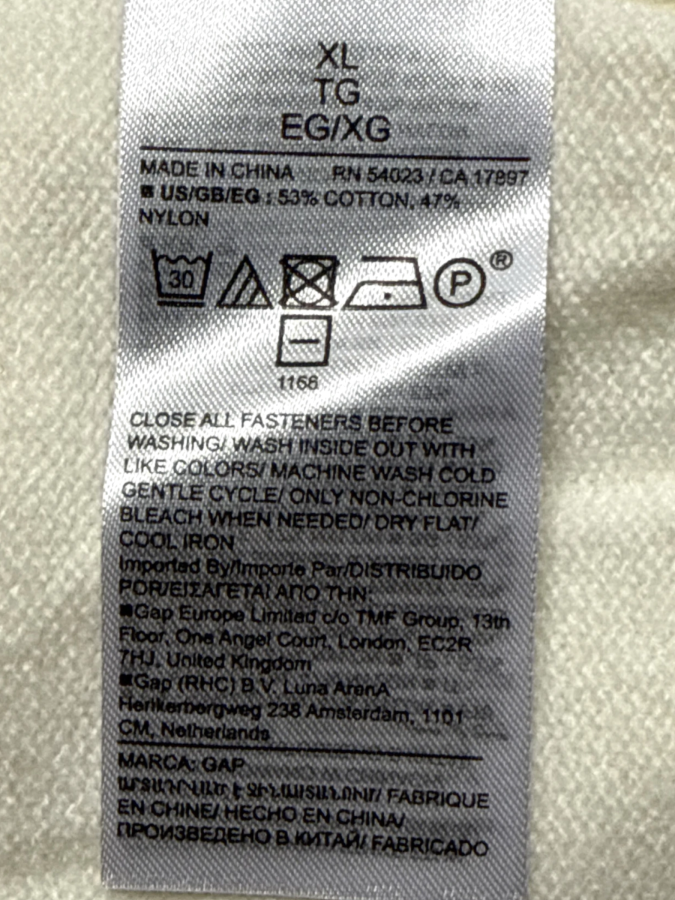 XL
TG
EG/XG
MADE IN CHINA RN 54023 / CA 17897
■ US/GB/EG : 53% COTTON, 47%
NYLON
30
P ®
1166
CLOSE ALL FASTENERS BEFORE
WASHING/ WASH INSIDE OUT WITH
LIKE COLORS/ MACHINE WASH COLD
GENTLE CYCLE/ ONLY NON-CHLORINE
BLEACH WHEN NEEDED/ DRY FLAT/
COOL IRON
Imported By/Importe Par/DISTRIBUIDO
POR/ΕΙΣΑΓΕΤΑΙ ΑΠΟ ΤΗΝ:
■Gap Europe Limited c/o TMF Group, 13th
Floor, One Angel Court, London, EC2R
7HJ, United Kingdom
■Gap (RHC) B.V. Luna ArenA
Herikerbergweg 238 Amsterdam, 1101
CM, Netherlands
MARCA: GAP
ԱՐՏԱԴՐՎԱԾ Է ՉԻՆԱՍՏԱՆՈՒՄ/ FABRIQUE
EN CHINE/ HECHO EN CHINA/
ПРОИЗВЕДЕНО В КИТАЙ/ FABRICADO